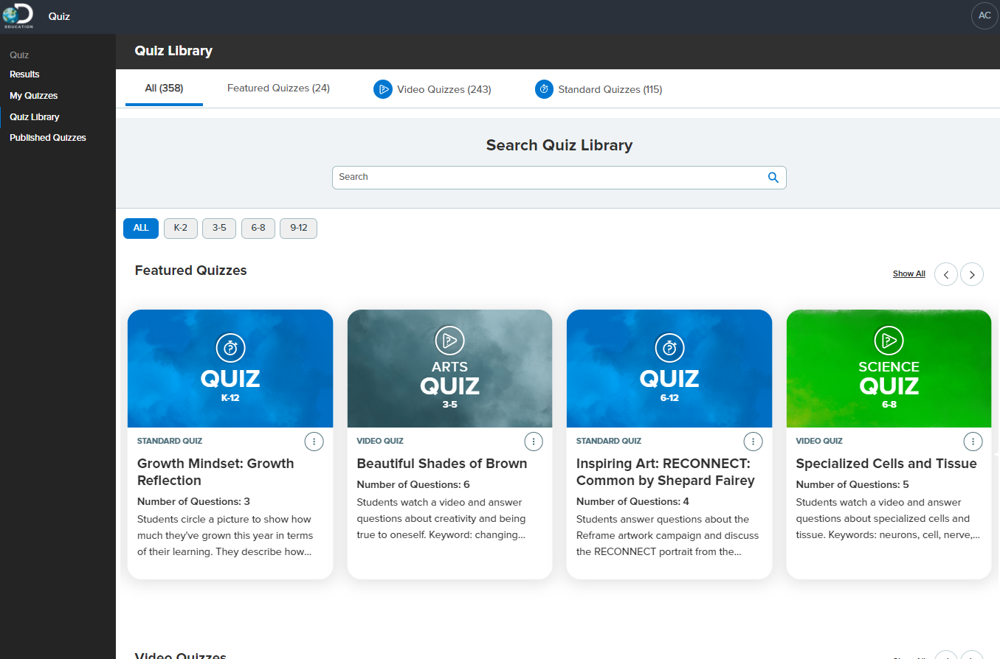 EDUCATION
Quiz
AC
Quiz
Results
My Quizzes
Quiz Library
Published Quizzes
Quiz Library
All (358)
Featured Quizzes (24)
Video Quizzes (243)
Standard Quizzes (115)
Search Quiz Library
Search
ALL
K-2
3-5
6-8
9-12
Featured Quizzes
Show All
QUIZ
K-12
STANDARD QUIZ
Growth Mindset: Growth
Reflection
Number of Questions: 3
Students circle a picture to show how
much they've grown this year in terms
of their learning. They describe how...
ARTS
QUIZ
3-5
VIDEO QUIZ
Beautiful Shades of Brown
Number of Questions: 6
Students watch a video and answer
questions about creativity and being
true to oneself. Keyword: changing...
QUIZ
6-12
STANDARD QUIZ
Inspiring Art: RECONNECT:
Common by Shepard Fairey
Number of Questions: 4
Students answer questions about the
Reframe artwork campaign and discuss
the RECONNECT portrait from the...
SCIENCE
QUIZ
6-8
VIDEO QUIZ
Specialized Cells and Tissue
Number of Questions: 5
Students watch a video and answer
questions about specialized cells and
tissue. Keywords: neurons, cell, nerve,...
Video Quizzes
Show All